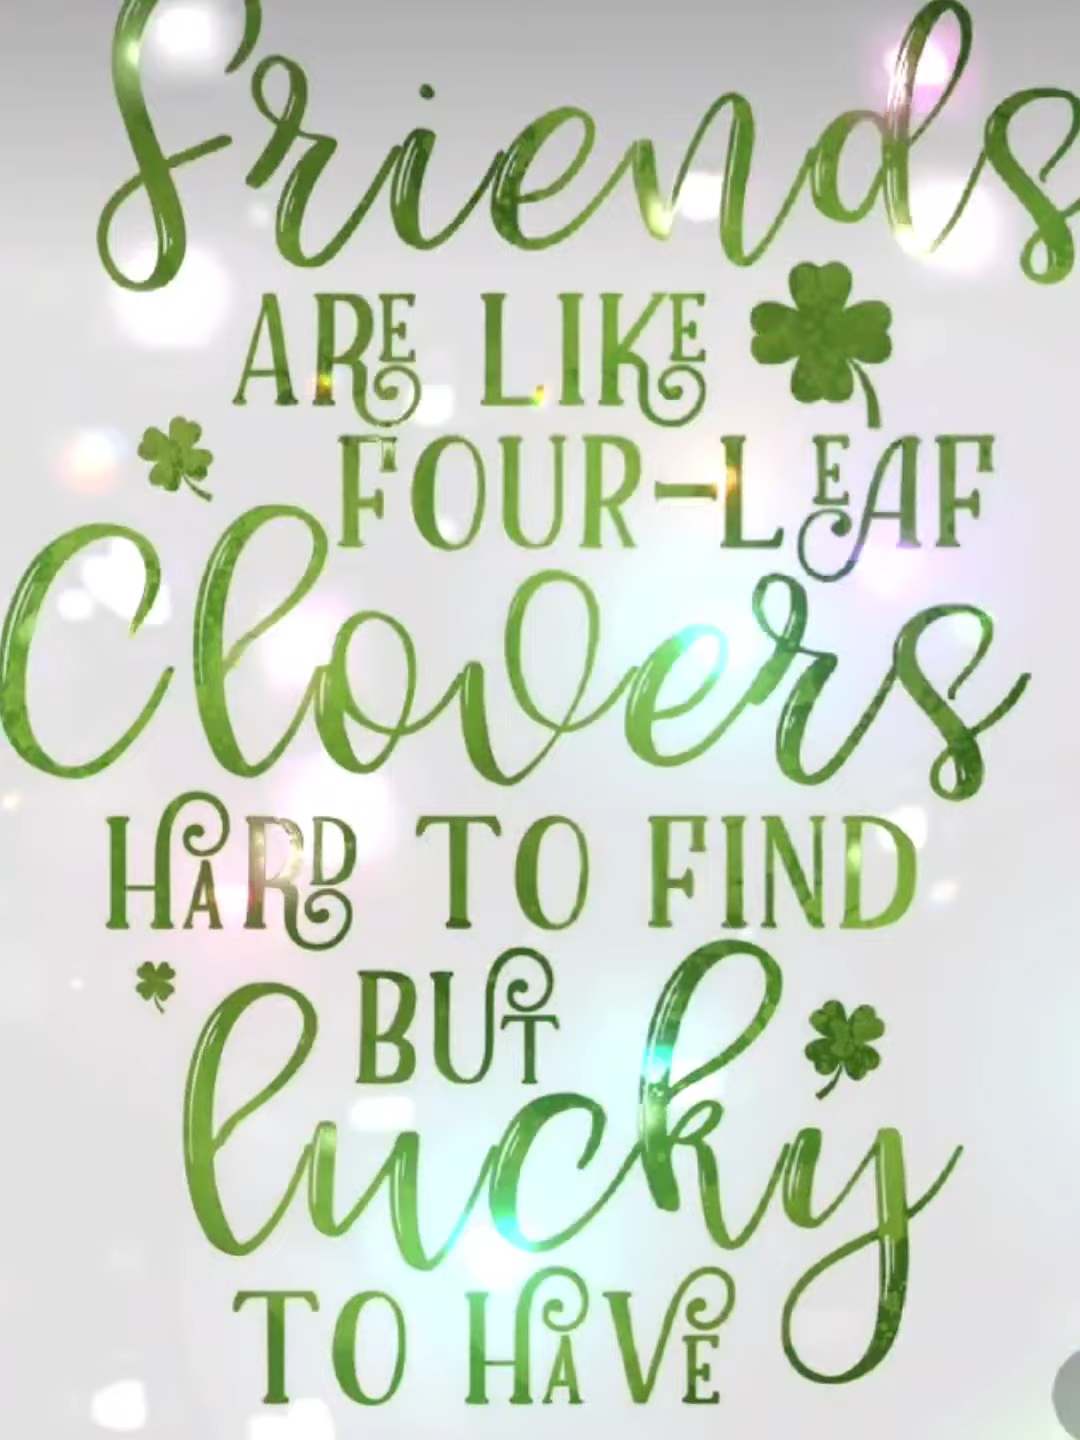 Friends
ARE LIKE
FOUR-LEAF
Clovers
HARD TO FIND
BUT
lucky
TO HAVE